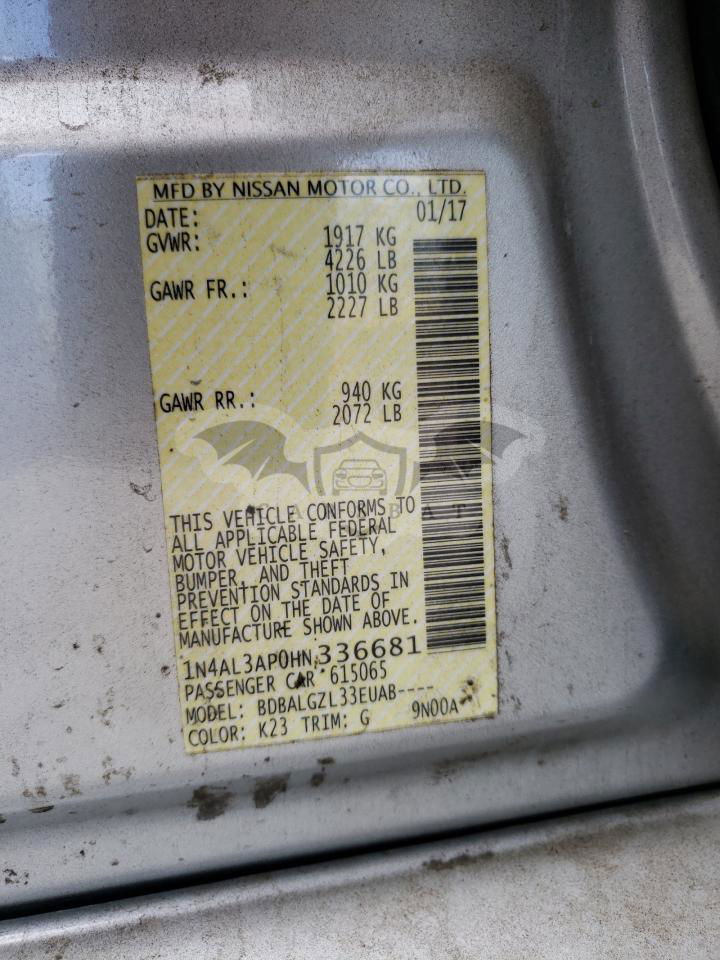 MFD BY NISSAN MOTOR CO., LTD.
DATE: 01/17
GVWR: 1917 KG
4226 LB
GAWR FR.: 1010 KG
2227 LB
GAWR RR.: 940 KG
2072 LB
THIS VEHICLE CONFORMS TO
ALL APPLICABLE FEDERAL
MOTOR VEHICLE SAFETY,
BUMPER, AND THEFT
PREVENTION STANDARDS IN
EFFECT ON THE DATE OF
MANUFACTURE SHOWN ABOVE.
1N4AL3AP0HN336681
PASSENGER CAR 615065
MODEL: BDBALGZL33EUAB----
COLOR: K23 TRIM: G 9N00A